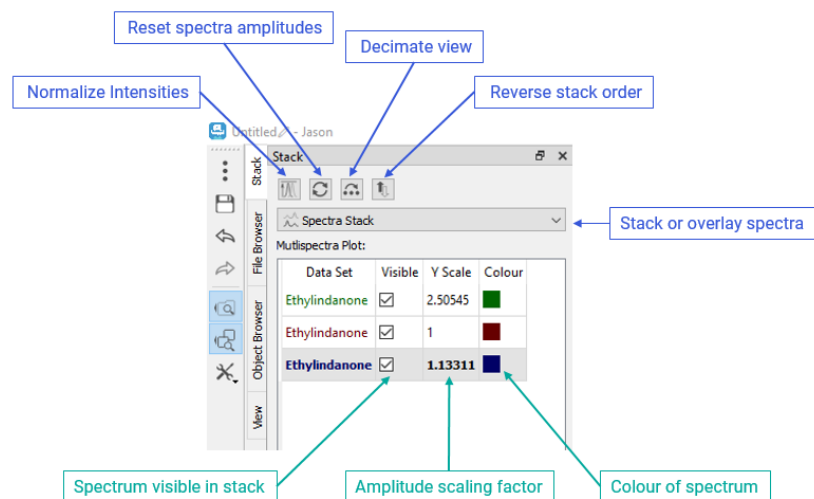 Reset spectra amplitudes
Decimate view
Normalize Intensities
Reverse stack order
Untitled - Jason
Stack
Stack
Spectra Stack
Stack or overlay spectra
File Browser
Mutlispectra Plot:
Data Set Visible Y Scale Colour
Ethylindanone 2.50545
Ethylindanone 1
Ethylindanone 1.13311
Object Browser
View
Spectrum visible in stack
Amplitude scaling factor
Colour of spectrum